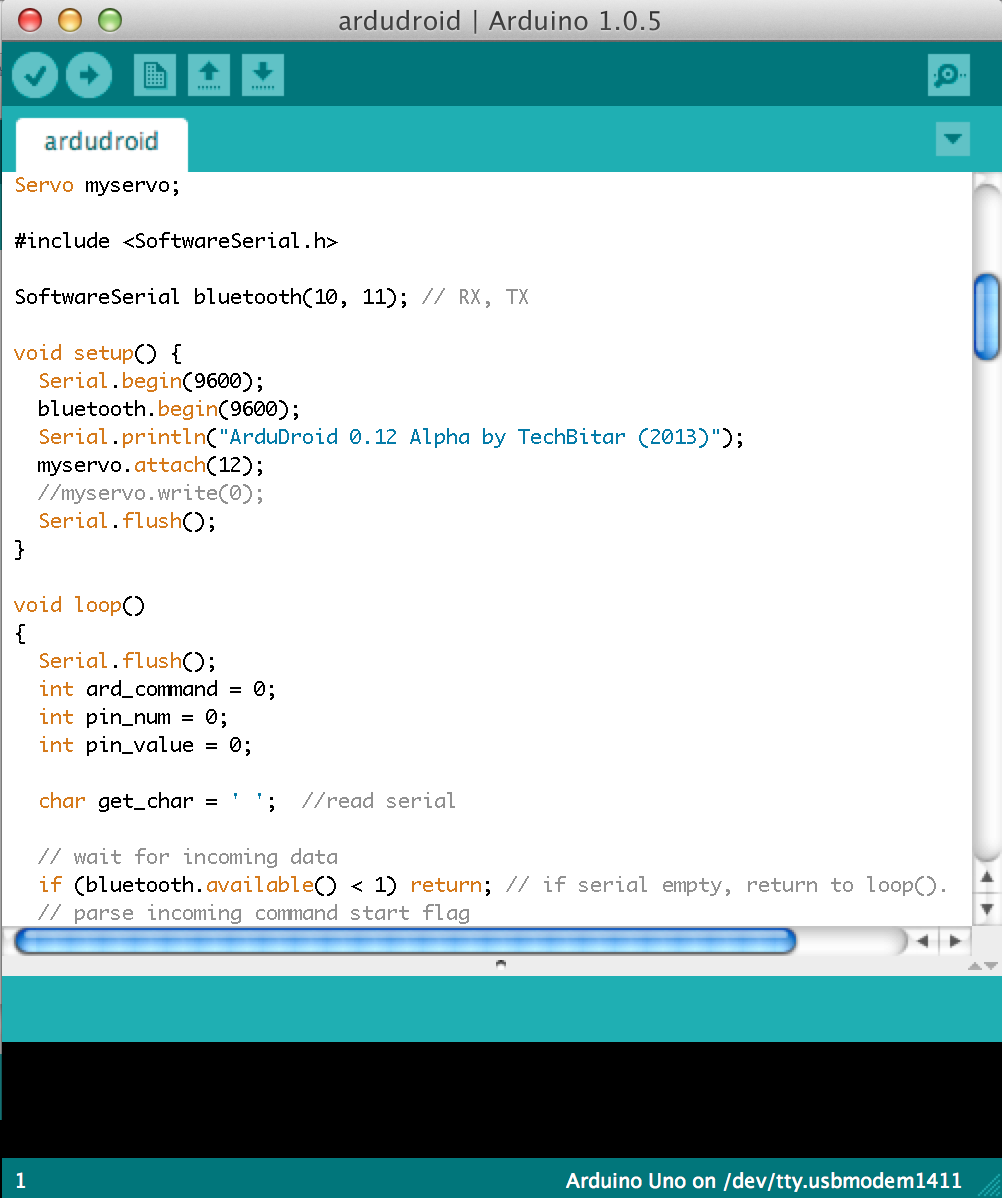 ardudroid | Arduino 1.0.5
ardudroid
Servo myservo;
#include <SoftwareSerial.h>
SoftwareSerial bluetooth(10, 11); // RX, TX
void setup() {
  Serial.begin(9600);
  bluetooth.begin(9600);
  Serial.println("ArduDroid 0.12 Alpha by TechBitar (2013)");
  myservo.attach(12);
  //myservo.write(0);
  Serial.flush();
}
void loop()
{
  Serial.flush();
  int ard_command = 0;
  int pin_num = 0;
  int pin_value = 0;
  char get_char = ' ';  //read serial
  // wait for incoming data
  if (bluetooth.available() < 1) return; // if serial empty, return to loop().
  // parse incoming command start flag
1
Arduino Uno on /dev/tty.usbmodem1411